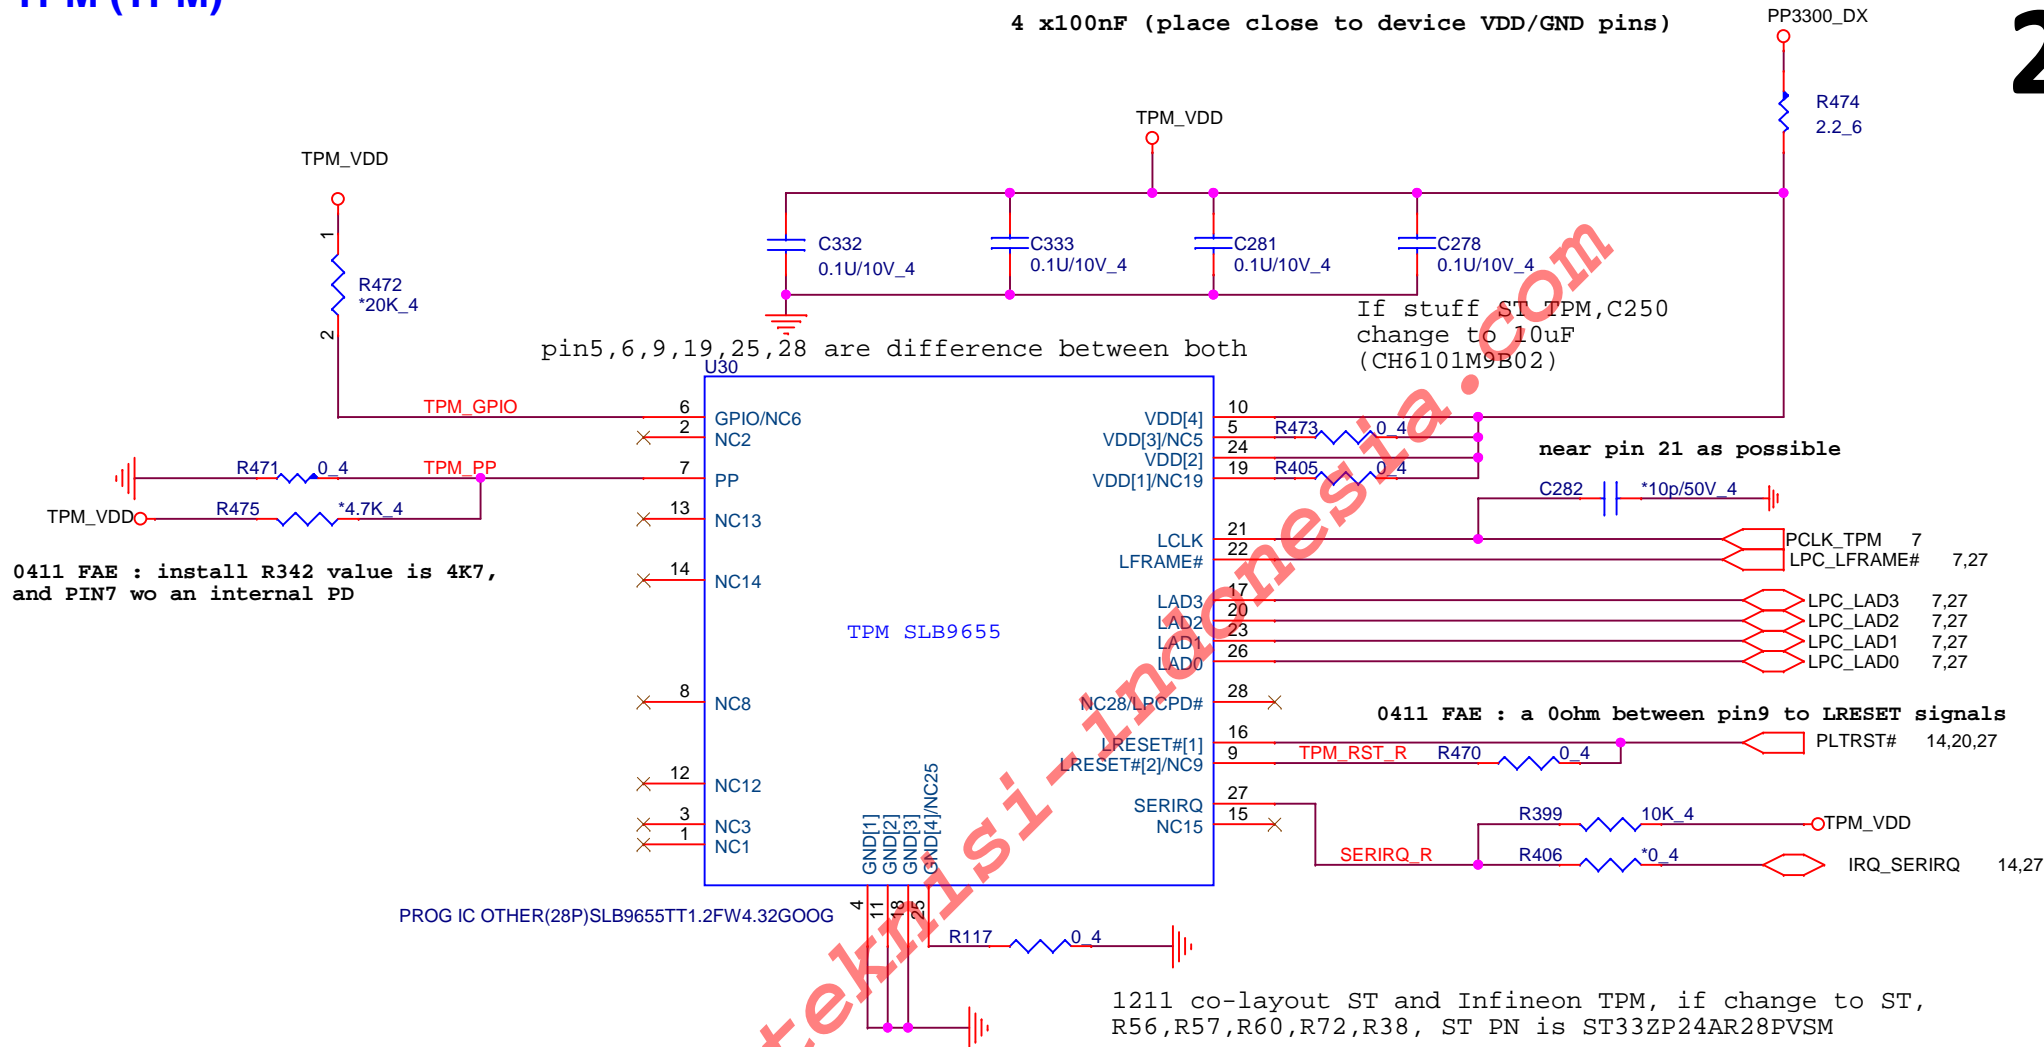 TPM (TPM)
4 x100nF (place close to device VDD/GND pins)
PP3300_DX
2
R474
2.2_6
TPM_VDD
TPM_VDD
1
R472
*20K_4
2
C332
0.1U/10V_4
C333
0.1U/10V_4
C281
0.1U/10V_4
C278
0.1U/10V_4
If stuff ST TPM,C250
change to 10uF
(CH6101M9B02)
pin5,6,9,19,25,28 are difference between both
U30
TPM_GPIO
6
GPIO/NC6
2
NC2
R471
0_4
TPM_PP
7
PP
TPM_VDD
R475
*4.7K_4
13
NC13
0411 FAE : install R342 value is 4K7,
and PIN7 wo an internal PD
14
NC14
TPM SLB9655
8
NC8
12
NC12
3
NC3
1
NC1
VDD[4]
10
VDD[3]/NC5
5
R473
0_4
VDD[2]
24
VDD[1]/NC19
19
R405
0_4
near pin 21 as possible
C282
*10p/50V_4
LCLK
21
PCLK_TPM 7
LFRAME#
22
LPC_LFRAME# 7,27
LAD3
17
LPC_LAD3 7,27
LAD2
20
LPC_LAD2 7,27
LAD1
23
LPC_LAD1 7,27
LAD0
26
LPC_LAD0 7,27
NC28/LPCPD#
28
0411 FAE : a 0ohm between pin9 to LRESET signals
LRESET#[1]
16
PLTRST# 14,20,27
LRESET#[2]/NC9
9
TPM_RST_R
R470
0_4
SERIRQ
27
NC15
15
R399
10K_4
TPM_VDD
SERIRQ_R
R406
*0_4
IRQ_SERIRQ 14,27
GND[1]
GND[2]
GND[3]
GND[4]/NC25
4
11
18
25
PROG IC OTHER(28P)SLB9655TT1.2FW4.32GOOG
R117
0_4
1211 co-layout ST and Infineon TPM, if change to ST,
R56,R57,R60,R72,R38, ST PN is ST33ZP24AR28PVSM
teknisi-indonesia.com